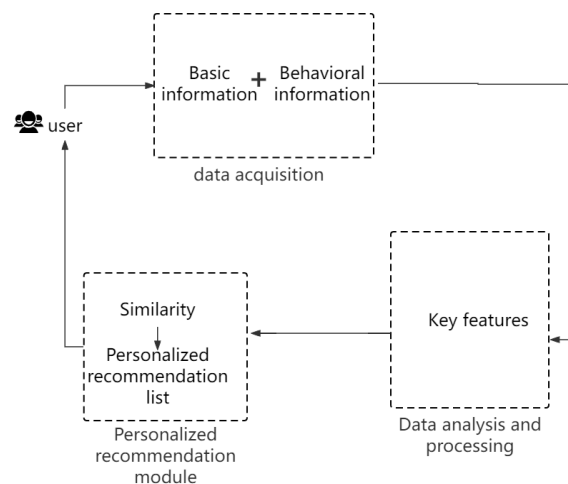 Basic
information
+
Behavioral
information
user
data acquisition
Similarity
Personalized
recommendation
list
Personalized
recommendation
module
Key features
Data analysis and
processing